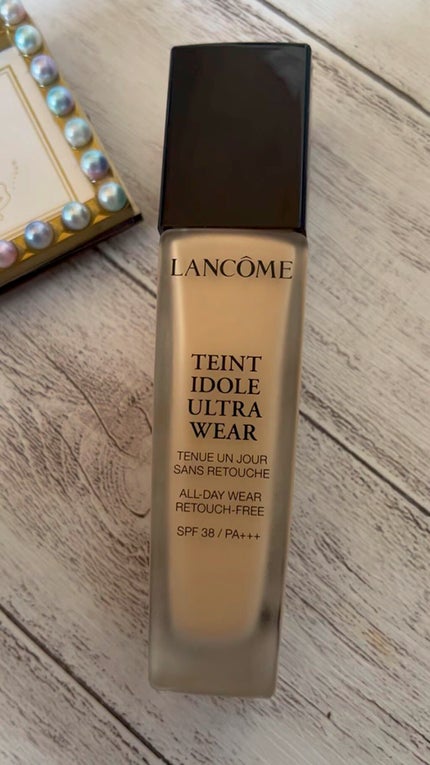 LANCÔME
TEINT
IDOLE
ULTRA
WEAR
TENUE UN JOUR
SANS RETOUCHE
ALL-DAY WEAR
RETOUCH-FREE
SPF 38 / PA+++